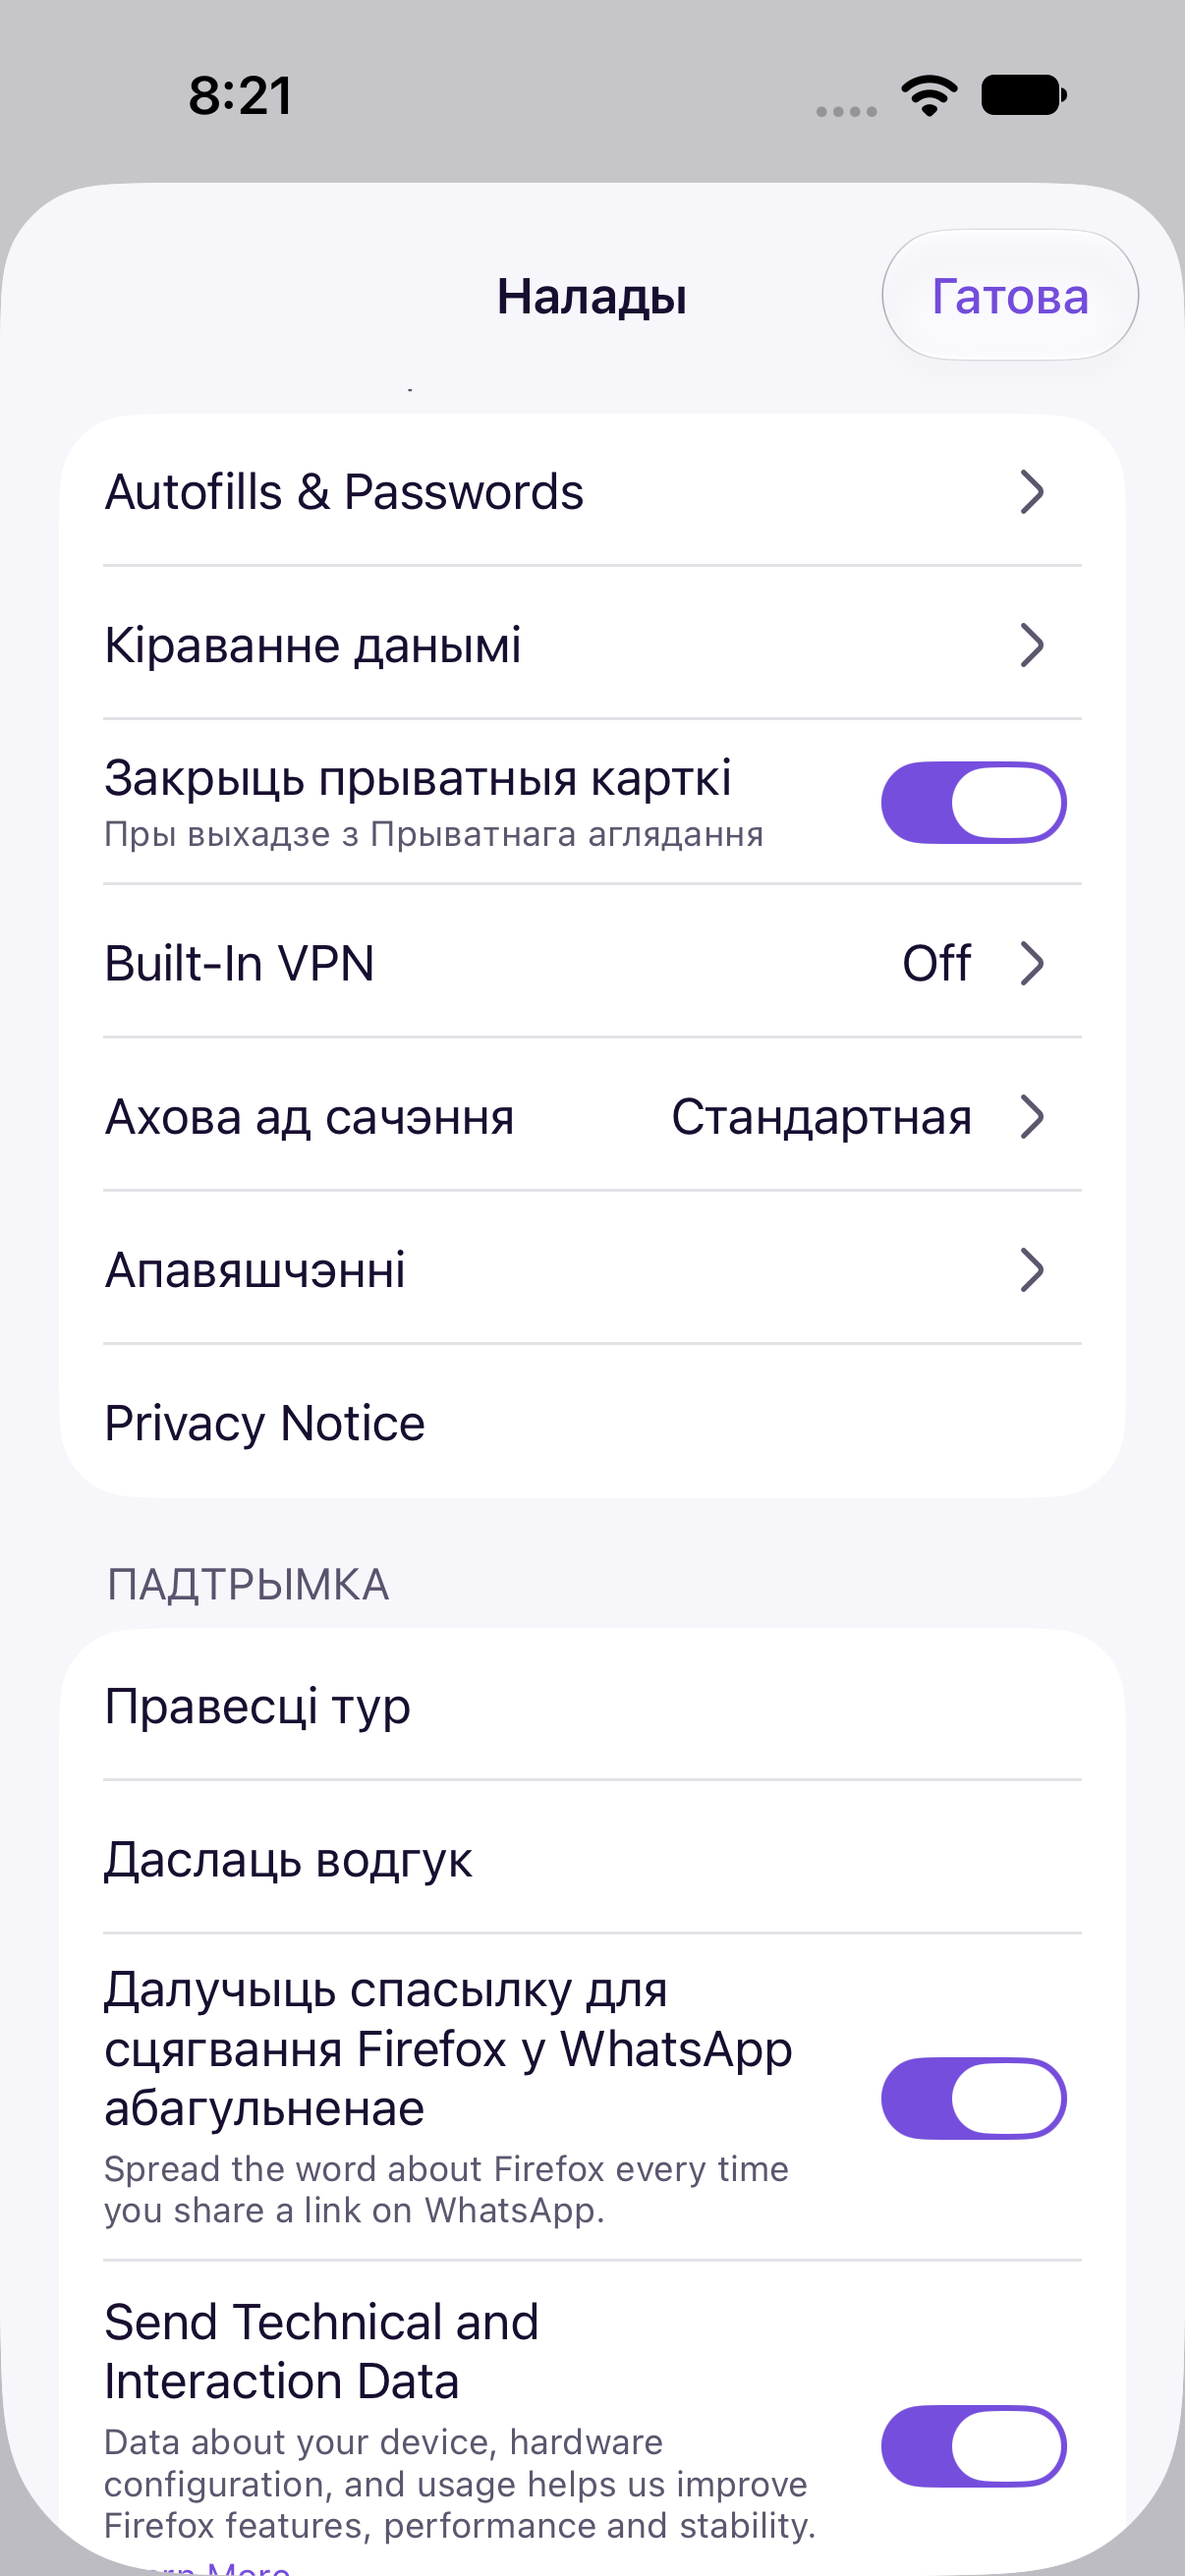 8:21
Налады
Гатова
Autofills & Passwords
Кіраванне данымі
Закрыць прыватныя карткі
Пры выхадзе з Прыватнага аглядання
Built-In VPN
Off
Ахова ад сачэння
Стандартная
Апавяшчэнні
Privacy Notice
ПАДТРЫМКА
Правесці тур
Даслаць водгук
Далучыць спасылку для
сцягвання Firefox у WhatsApp
абагульненае
Spread the word about Firefox every time
you share a link on WhatsApp.
Send Technical and
Interaction Data
Data about your device, hardware
configuration, and usage helps us improve
Firefox features, performance and stability.